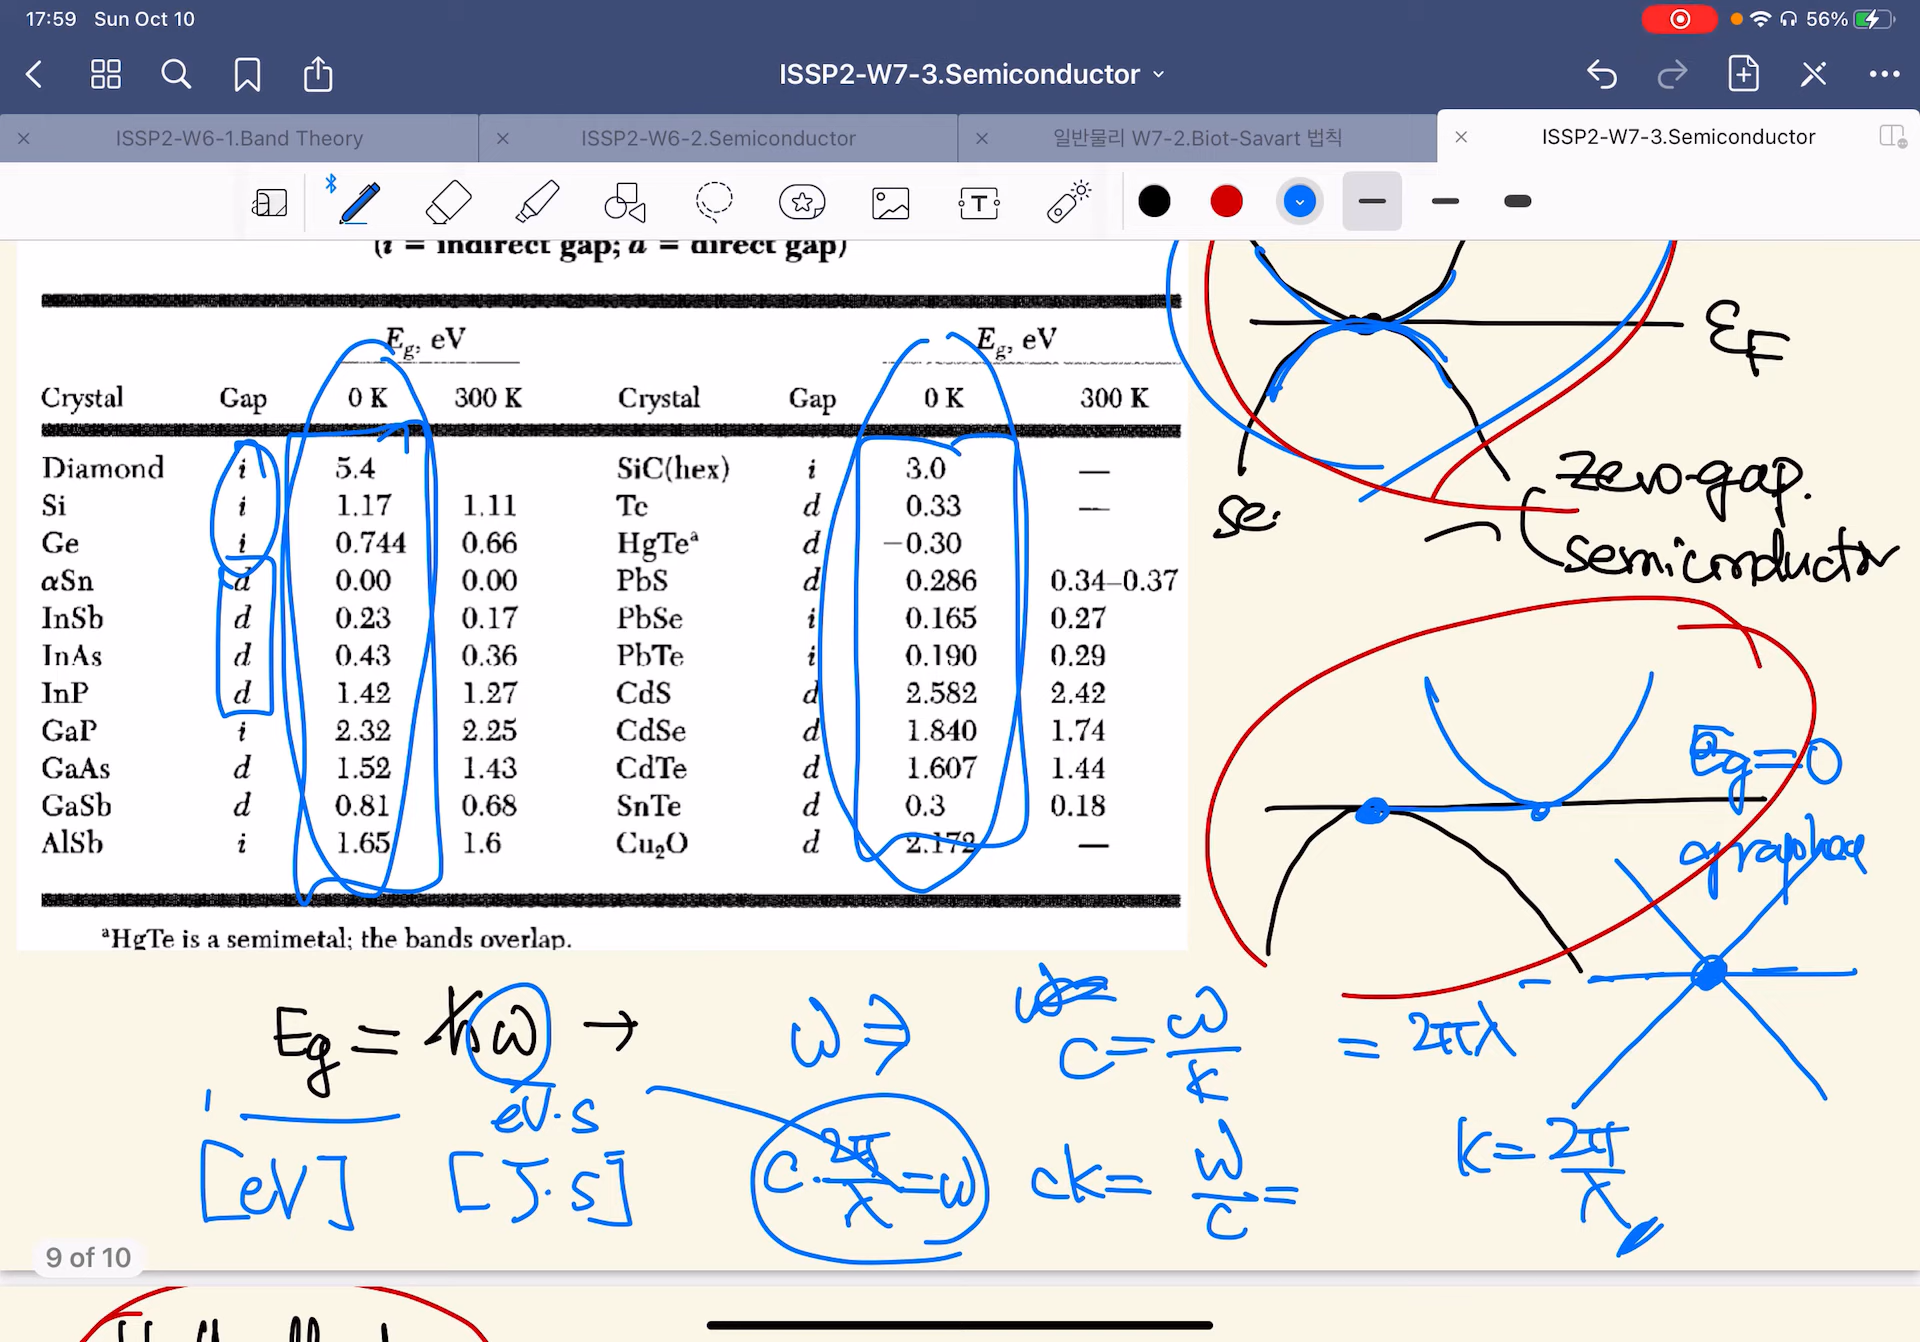 17:59 Sun Oct 10 56%
ISSP2-W7-3.Semiconductor
ISSP2-W6-1.Band Theory
ISSP2-W6-2.Semiconductor
일반물리 W7-2.Biot-Savart 법칙
ISSP2-W7-3.Semiconductor
(i = indirect gap; d = direct gap)
E_g, eV E_g, eV
Crystal Gap 0 K 300 K Crystal Gap 0 K 300 K
Diamond i 5.4 SiC(hex) i 3.0 —
Si i 1.17 1.11 Te d 0.33 —
Ge i 0.744 0.66 HgTeᵃ d −0.30
αSn d 0.00 0.00 PbS d 0.286 0.34–0.37
InSb d 0.23 0.17 PbSe i 0.165 0.27
InAs d 0.43 0.36 PbTe i 0.190 0.29
InP d 1.42 1.27 CdS d 2.582 2.42
GaP i 2.32 2.25 CdSe d 1.840 1.74
GaAs d 1.52 1.43 CdTe d 1.607 1.44
GaSb d 0.81 0.68 SnTe d 0.3 0.18
AlSb i 1.65 1.6 Cu₂O d 2.172 —
ᵃHgTe is a semimetal; the bands overlap.
ε_F
zero-gap.
semiconductor
Eg=0
Eg = ħω → ω ⇒ c = ω/k = 2πλ
eV·s
[eV] [J·s] c·2π/λ = ω ck = ω/c = k = 2π/λ
9 of 10